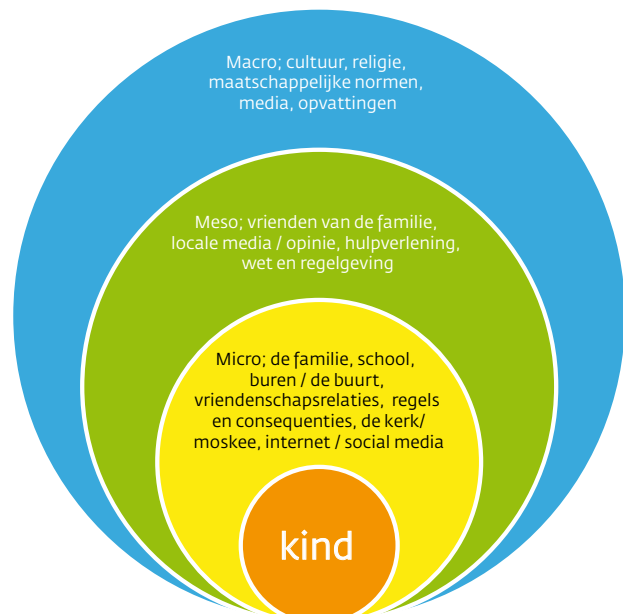 Macro; cultuur, religie,
maatschappelijke normen,
media, opvattingen
Meso; vrienden van de familie,
locale media / opinie, hulpverlening,
wet en regelgeving
Micro; de familie, school,
buren / de buurt,
vriendenschapsrelaties, regels
en consequenties, de kerk/
moskee, internet / social media
kind